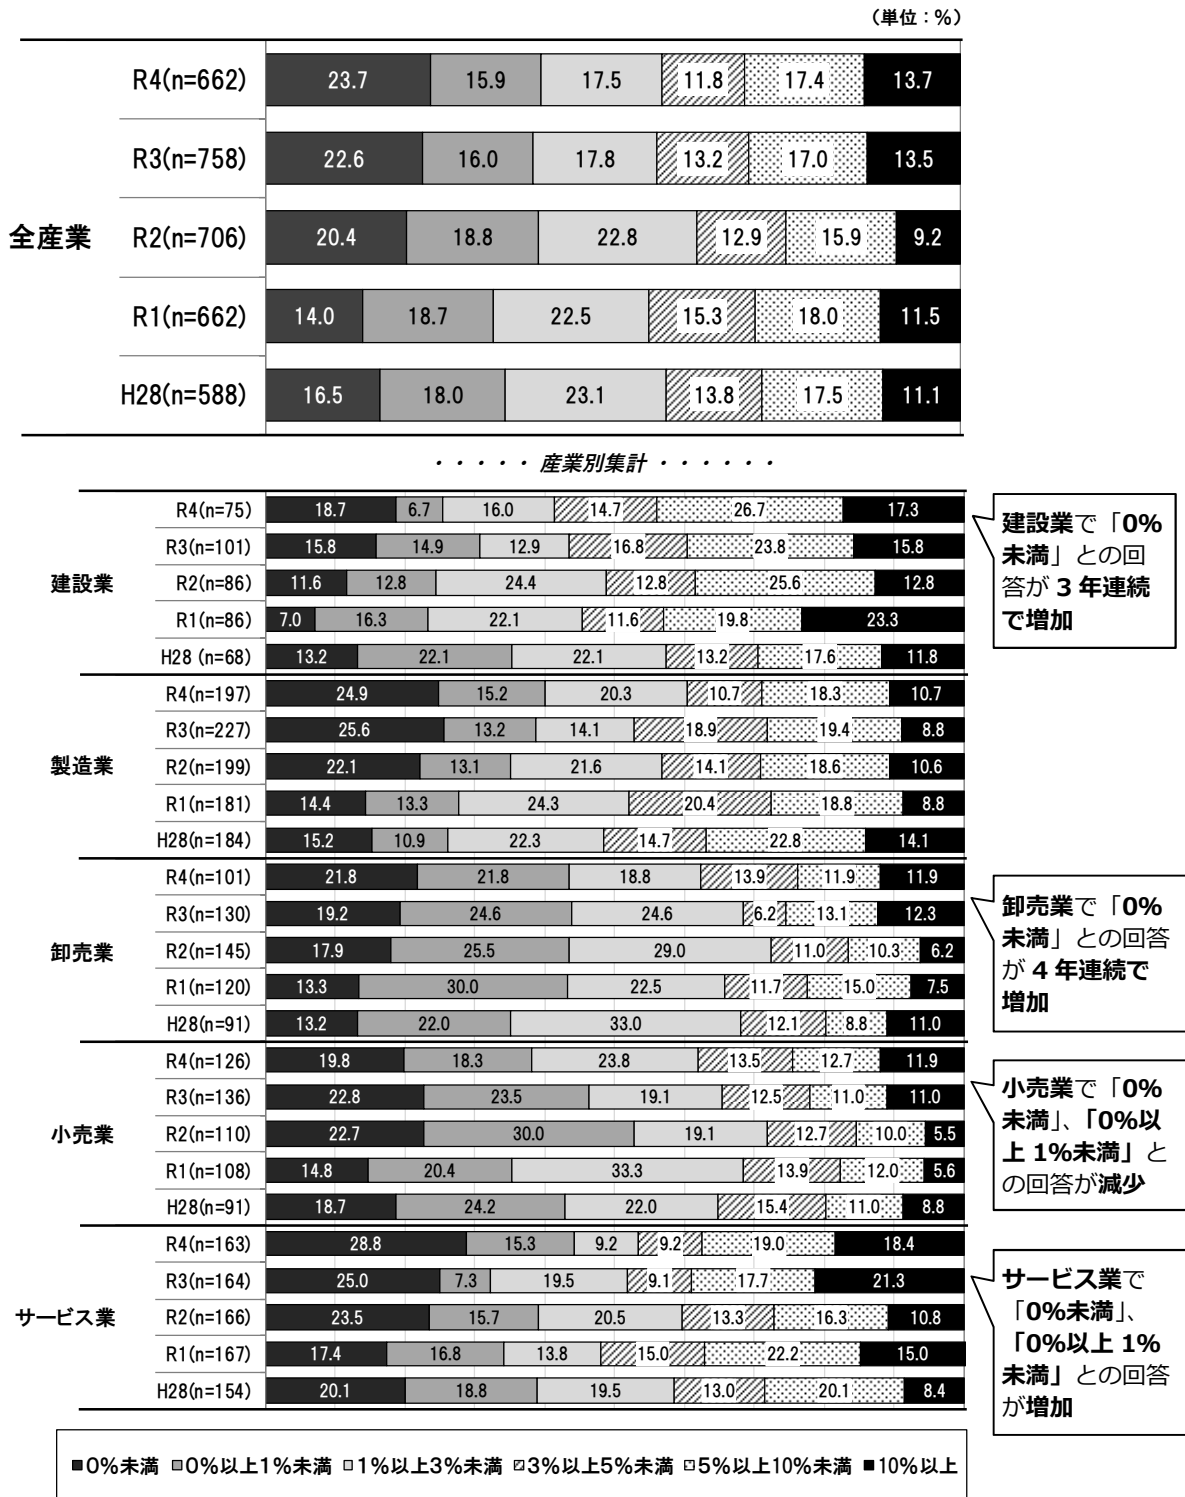 (単位：%)
全産業
R4(n=662) 23.7 15.9 17.5 11.8 17.4 13.7
R3(n=758) 22.6 16.0 17.8 13.2 17.0 13.5
R2(n=706) 20.4 18.8 22.8 12.9 15.9 9.2
R1(n=662) 14.0 18.7 22.5 15.3 18.0 11.5
H28(n=588) 16.5 18.0 23.1 13.8 17.5 11.1
・・・・・ 産業別集計 ・・・・・・
建設業
R4(n=75) 18.7 6.7 16.0 14.7 26.7 17.3
R3(n=101) 15.8 14.9 12.9 16.8 23.8 15.8
R2(n=86) 11.6 12.8 24.4 12.8 25.6 12.8
R1(n=86) 7.0 16.3 22.1 11.6 19.8 23.3
H28 (n=68) 13.2 22.1 22.1 13.2 17.6 11.8
建設業で「0%
未満」との回
答が 3 年連続
で増加
製造業
R4(n=197) 24.9 15.2 20.3 10.7 18.3 10.7
R3(n=227) 25.6 13.2 14.1 18.9 19.4 8.8
R2(n=199) 22.1 13.1 21.6 14.1 18.6 10.6
R1(n=181) 14.4 13.3 24.3 20.4 18.8 8.8
H28(n=184) 15.2 10.9 22.3 14.7 22.8 14.1
卸売業
R4(n=101) 21.8 21.8 18.8 13.9 11.9 11.9
R3(n=130) 19.2 24.6 24.6 6.2 13.1 12.3
R2(n=145) 17.9 25.5 29.0 11.0 10.3 6.2
R1(n=120) 13.3 30.0 22.5 11.7 15.0 7.5
H28(n=91) 13.2 22.0 33.0 12.1 8.8 11.0
卸売業で「0%
未満」との回答
が 4 年連続で
増加
小売業
R4(n=126) 19.8 18.3 23.8 13.5 12.7 11.9
R3(n=136) 22.8 23.5 19.1 12.5 11.0 11.0
R2(n=110) 22.7 30.0 19.1 12.7 10.0 5.5
R1(n=108) 14.8 20.4 33.3 13.9 12.0 5.6
H28(n=91) 18.7 24.2 22.0 15.4 11.0 8.8
小売業で「0%
未満」、「0%以
上 1%未満」と
の回答が減少
サービス業
R4(n=163) 28.8 15.3 9.2 9.2 19.0 18.4
R3(n=164) 25.0 7.3 19.5 9.1 17.7 21.3
R2(n=166) 23.5 15.7 20.5 13.3 16.3 10.8
R1(n=167) 17.4 16.8 13.8 15.0 22.2 15.0
H28(n=154) 20.1 18.8 19.5 13.0 20.1 8.4
サービス業で
「0%未満」、
「0%以上 1%
未満」との回答
が増加
0%未満 0%以上1%未満 1%以上3%未満 3%以上5%未満 5%以上10%未満 10%以上